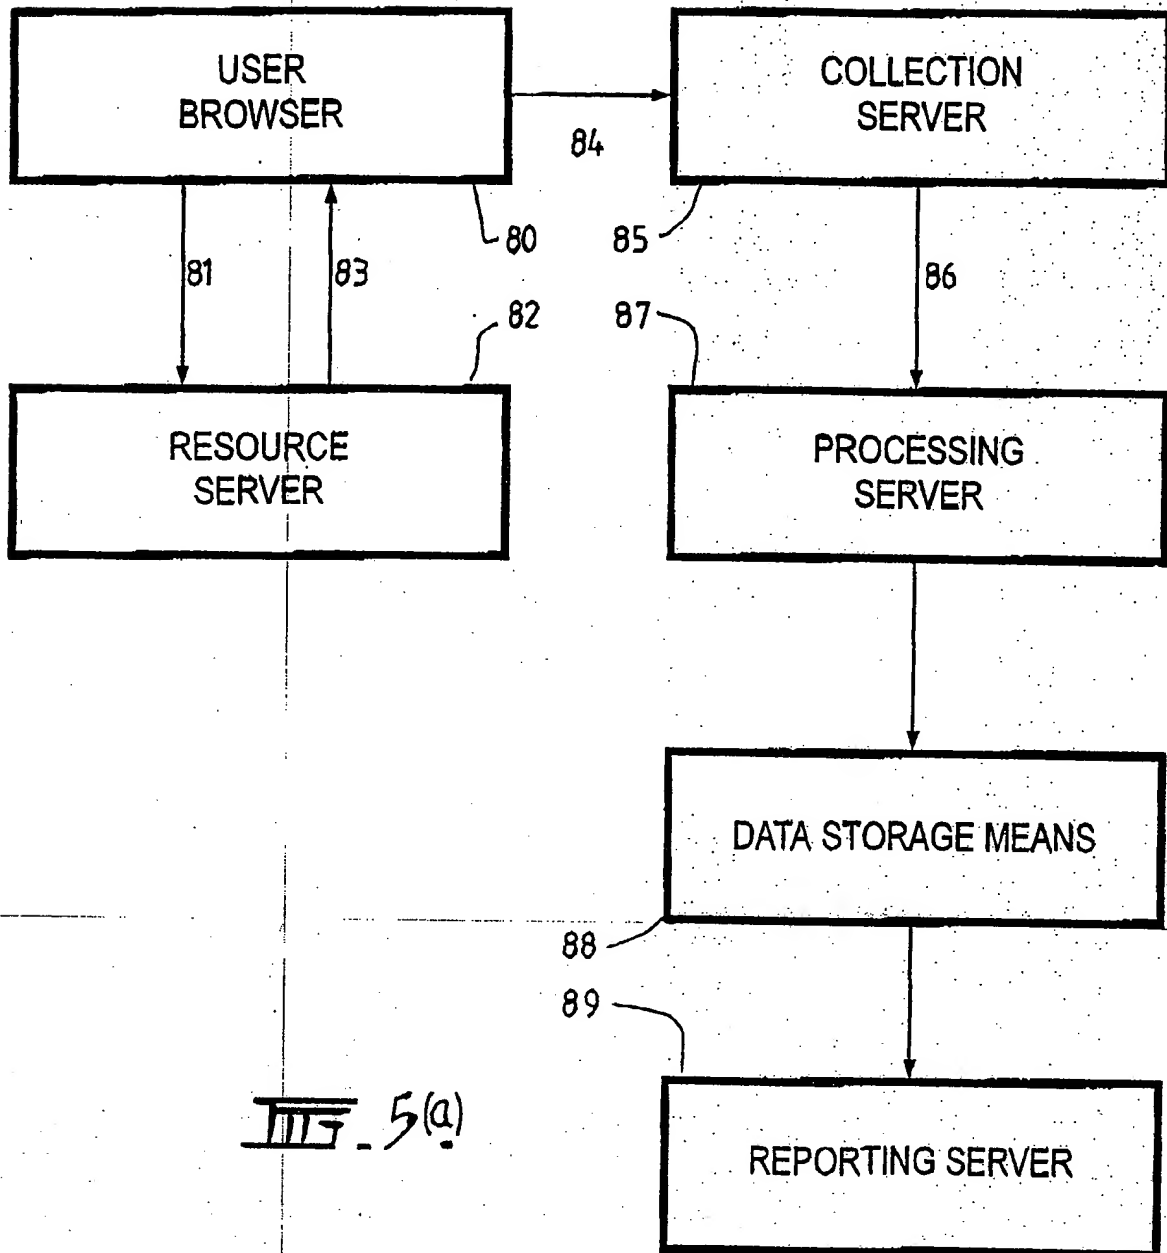 USER
BROWSER
COLLECTION
SERVER
84
80
85
81
83
86
82
87
RESOURCE
SERVER
PROCESSING
SERVER
DATA STORAGE MEANS
88
89
FIG. 5(a)
REPORTING SERVER